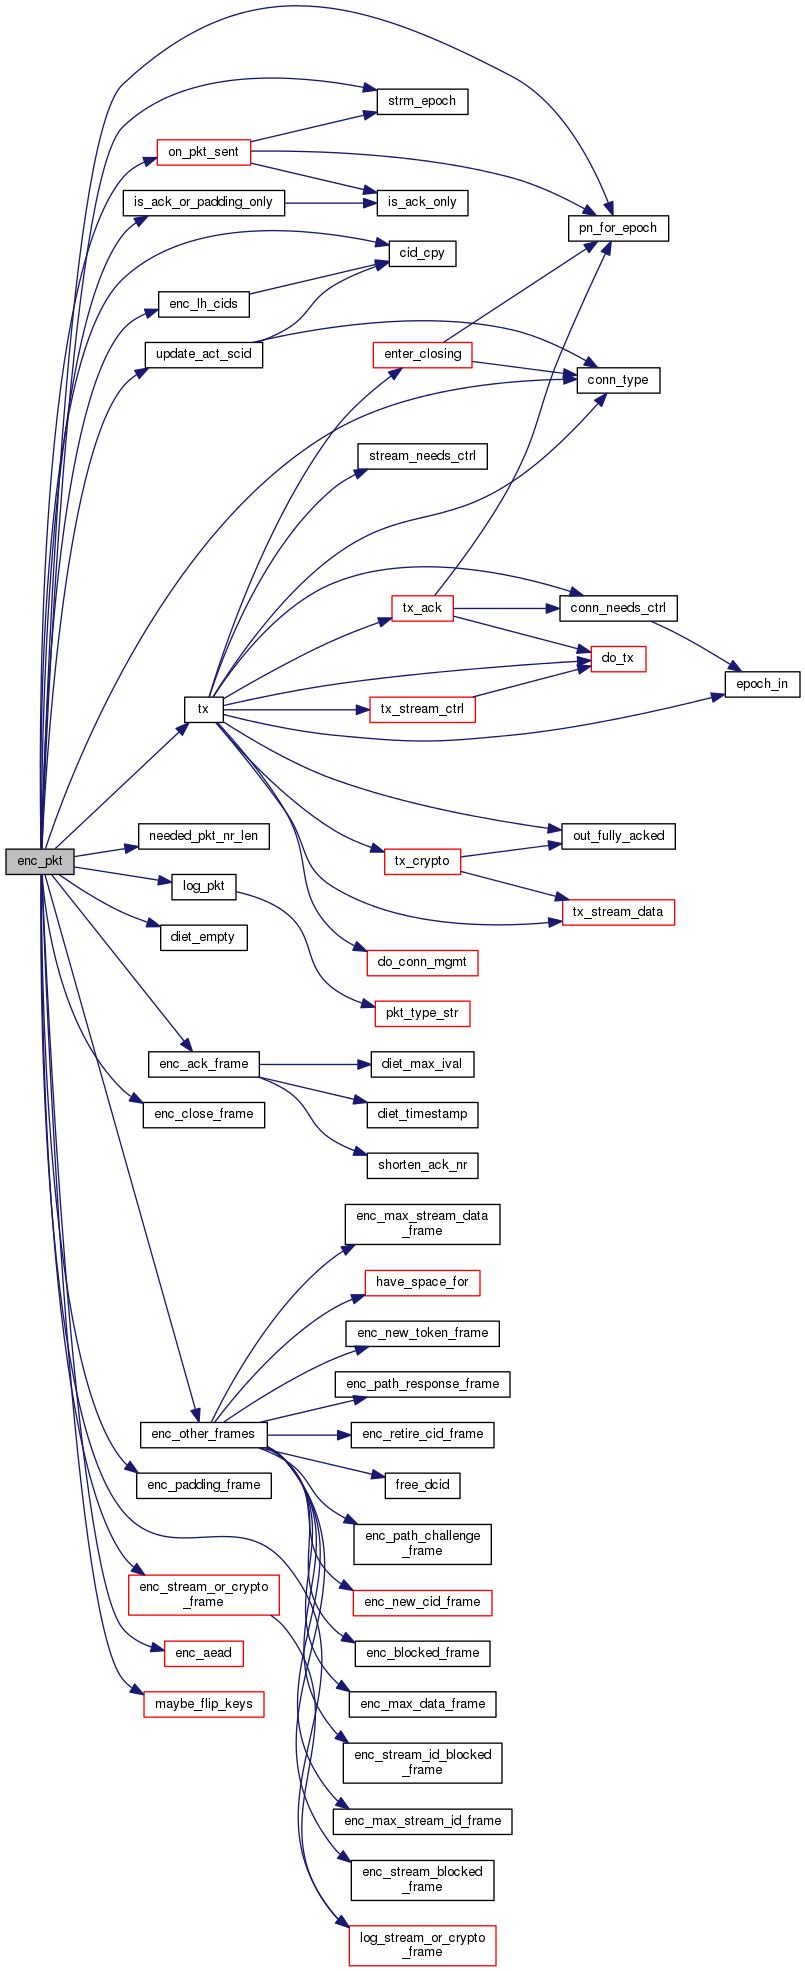 strm_epoch
on_pkt_sent
is_ack_or_padding_only
is_ack_only
pn_for_epoch
cid_cpy
enc_lh_cids
update_act_scid
enter_closing
conn_type
stream_needs_ctrl
tx_ack
conn_needs_ctrl
do_tx
epoch_in
tx
tx_stream_ctrl
needed_pkt_nr_len
out_fully_acked
enc_pkt
tx_crypto
log_pkt
tx_stream_data
diet_empty
do_conn_mgmt
pkt_type_str
enc_ack_frame
diet_max_ival
enc_close_frame
diet_timestamp
shorten_ack_nr
enc_max_stream_data
_frame
have_space_for
enc_new_token_frame
enc_path_response_frame
enc_other_frames
enc_retire_cid_frame
enc_padding_frame
free_dcid
enc_path_challenge
_frame
enc_stream_or_crypto
_frame
enc_new_cid_frame
enc_aead
enc_blocked_frame
maybe_flip_keys
enc_max_data_frame
enc_stream_id_blocked
_frame
enc_max_stream_id_frame
enc_stream_blocked
_frame
log_stream_or_crypto
_frame